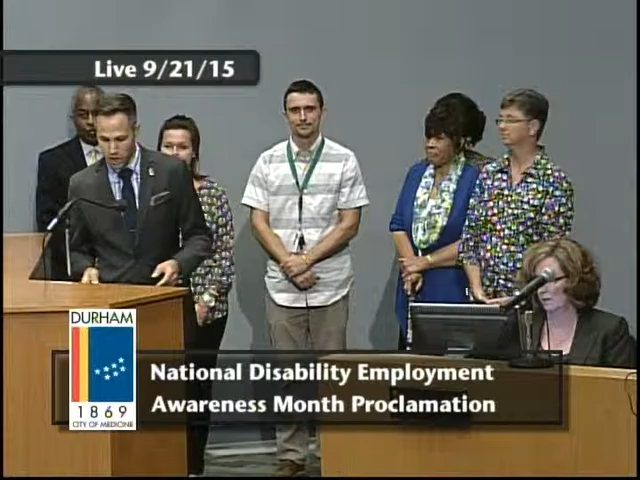 Live 9/21/15
DURHAM
1869
CITY OF MEDICINE
National Disability Employment
Awareness Month Proclamation